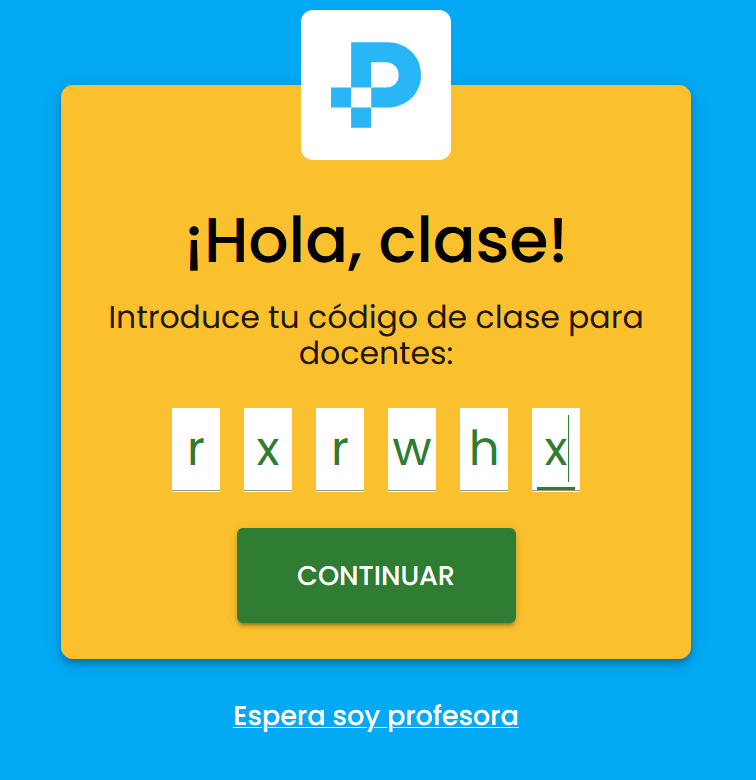 ¡Hola, clase!
Introduce tu código de clase para
docentes:
r x r w h x
CONTINUAR
Espera soy profesora